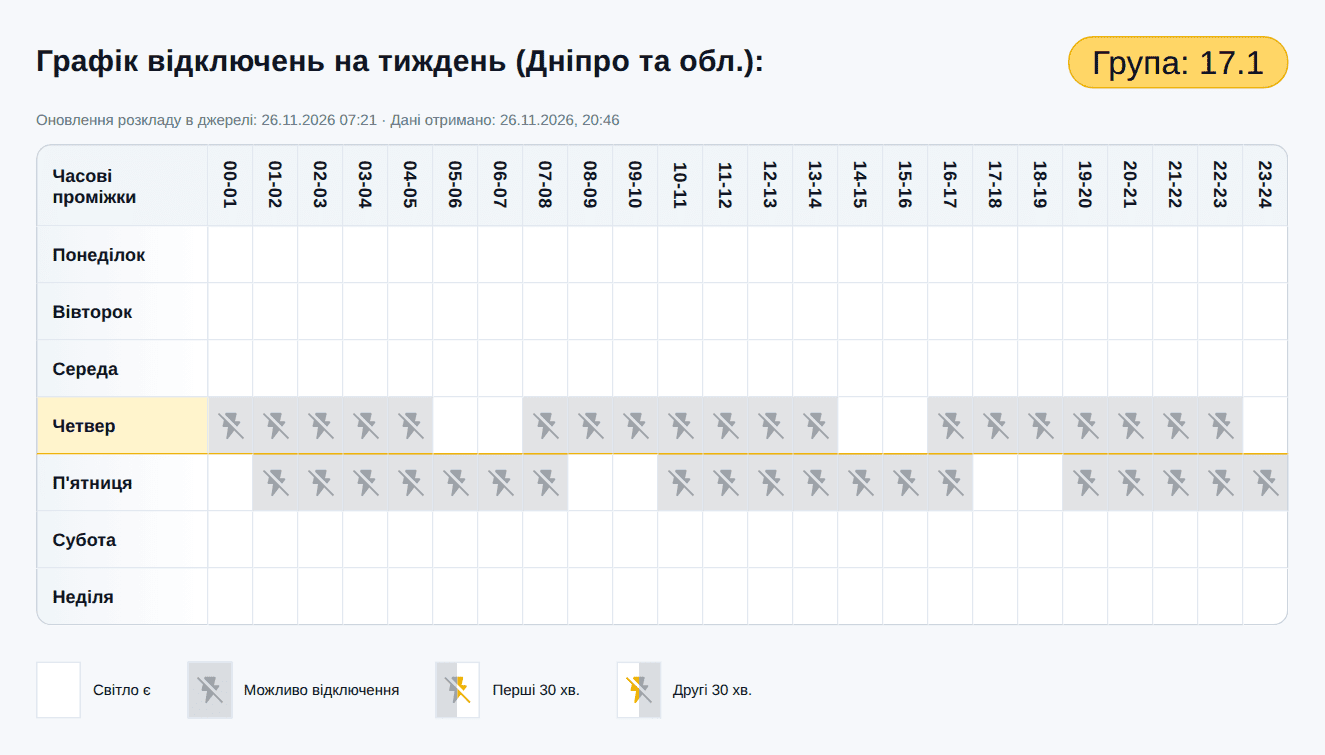 Графік відключень на тиждень (Дніпро та обл.):
Група: 17.1
Оновлення розкладу в джерелі: 26.11.2026 07:21 · Дані отримано: 26.11.2026, 20:46
Часові
проміжки
00-01
01-02
02-03
03-04
04-05
05-06
06-07
07-08
08-09
09-10
10-11
11-12
12-13
13-14
14-15
15-16
16-17
17-18
18-19
19-20
20-21
21-22
22-23
23-24
Понеділок
Вівторок
Середа
Четвер
П'ятниця
Субота
Неділя
Світло є
Можливо відключення
Перші 30 хв.
Другі 30 хв.